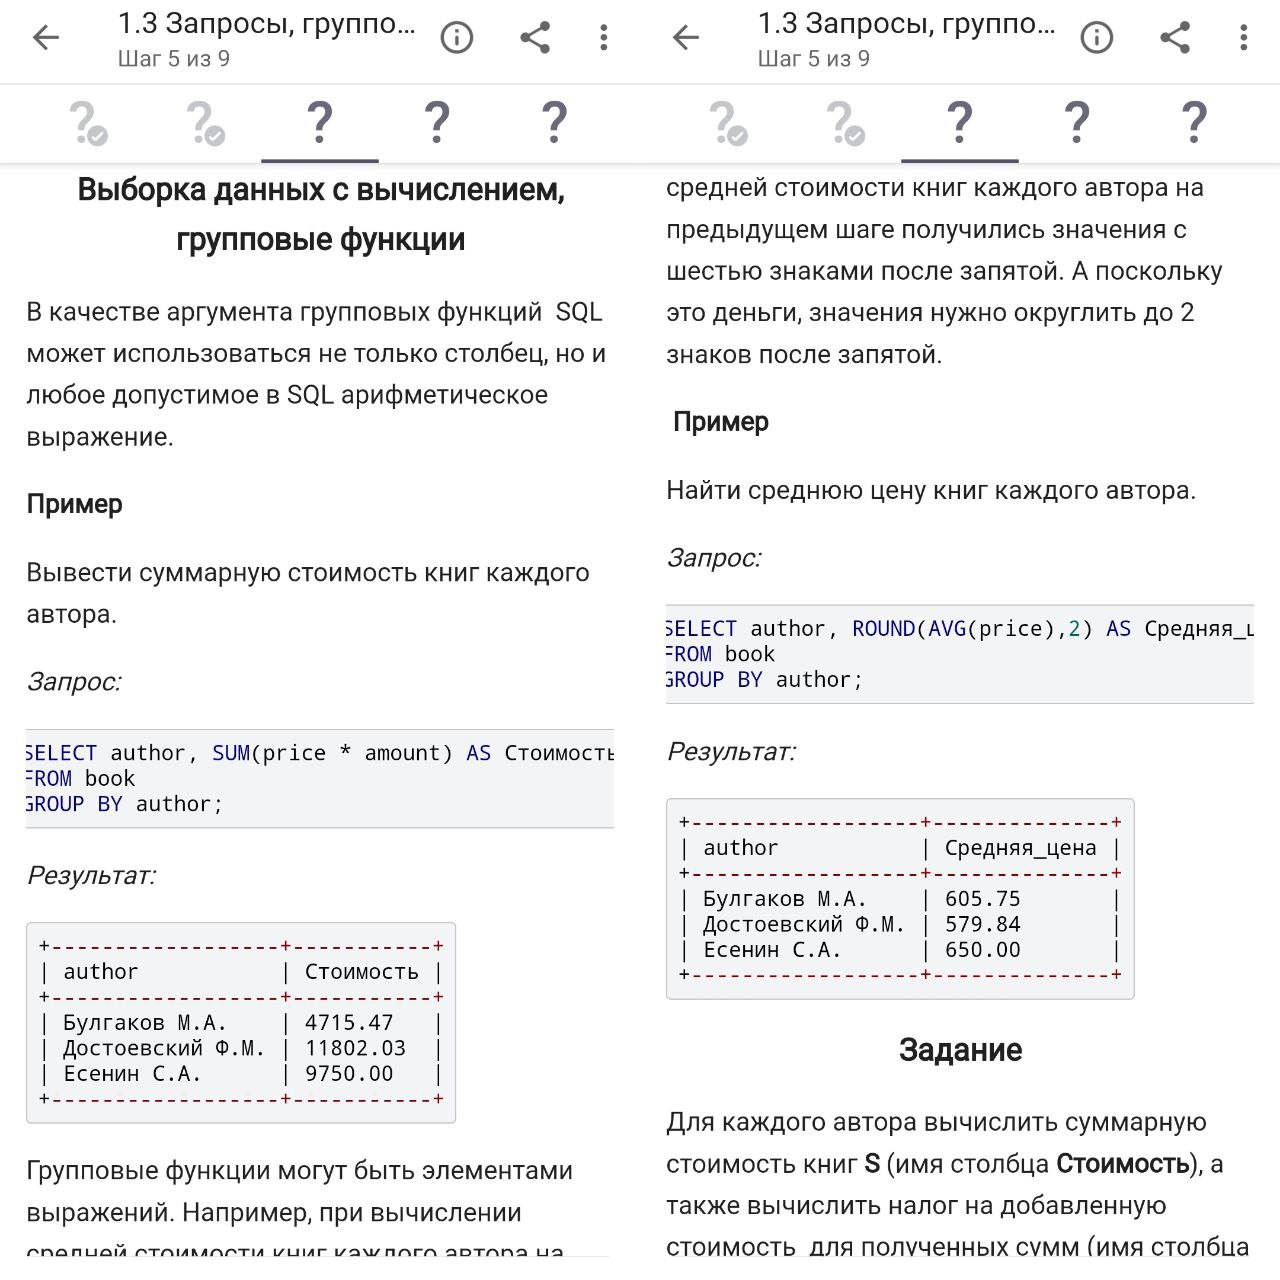 1.3 Запросы, группо...
Шаг 5 из 9
Выборка данных с вычислением,
групповые функции
В качестве аргумента групповых функций SQL
может использоваться не только столбец, но и
любое допустимое в SQL арифметическое
выражение.
Пример
Вывести суммарную стоимость книг каждого
автора.
Запрос:
SELECT author, SUM(price * amount) AS Стоимость
FROM book
GROUP BY author;
Результат:
+------------------+-----------+
| author           | Стоимость |
+------------------+-----------+
| Булгаков М.А.    | 4715.47   |
| Достоевский Ф.М. | 11802.03  |
| Есенин С.А.      | 9750.00   |
+------------------+-----------+
Групповые функции могут быть элементами
выражений. Например, при вычислении
средней стоимости книг каждого автора на
1.3 Запросы, группо...
Шаг 5 из 9
средней стоимости книг каждого автора на
предыдущем шаге получились значения с
шестью знаками после запятой. А поскольку
это деньги, значения нужно округлить до 2
знаков после запятой.
Пример
Найти среднюю цену книг каждого автора.
Запрос:
SELECT author, ROUND(AVG(price),2) AS Средняя_ц
FROM book
GROUP BY author;
Результат:
+------------------+--------------+
| author           | Средняя_цена |
+------------------+--------------+
| Булгаков М.А.    | 605.75       |
| Достоевский Ф.М. | 579.84       |
| Есенин С.А.      | 650.00       |
+------------------+--------------+
Задание
Для каждого автора вычислить суммарную
стоимость книг S (имя столбца Стоимость), а
также вычислить налог на добавленную
стоимость для полученных сумм (имя столбца